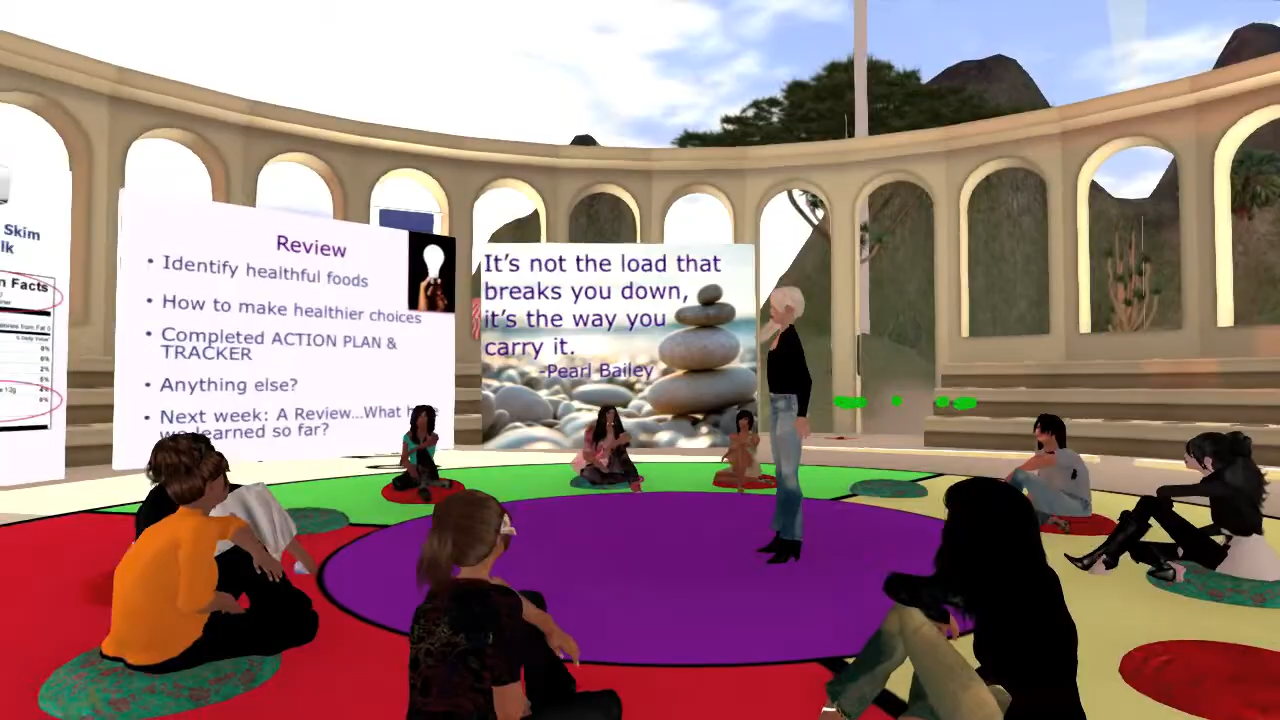 Skim
lk
n Facts
Review
• Identify healthful foods
• How to make healthier choices
• Completed ACTION PLAN &
TRACKER
• Anything else?
• Next week: A Review...What
learned so far?
It's not the load that
breaks you down,
it's the way you
carry it.
-Pearl Bailey